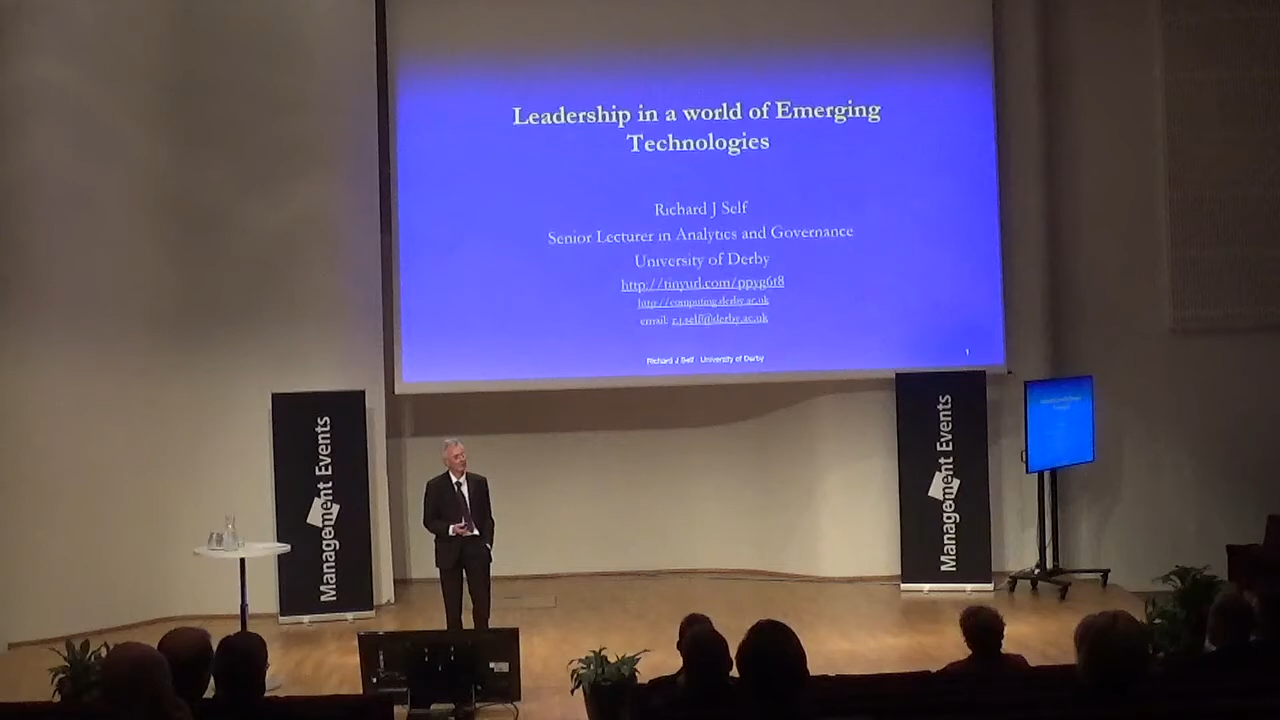 Leadership in a world of Emerging
Technologies
Richard J Self
Senior Lecturer in Analytics and Governance
University of Derby
http://tinyurl.com/ppyg6r8
http://computing.derby.ac.uk
email: r.j.self@derby.ac.uk
Richard J Self University of Derby
1
Management Events
Management Events